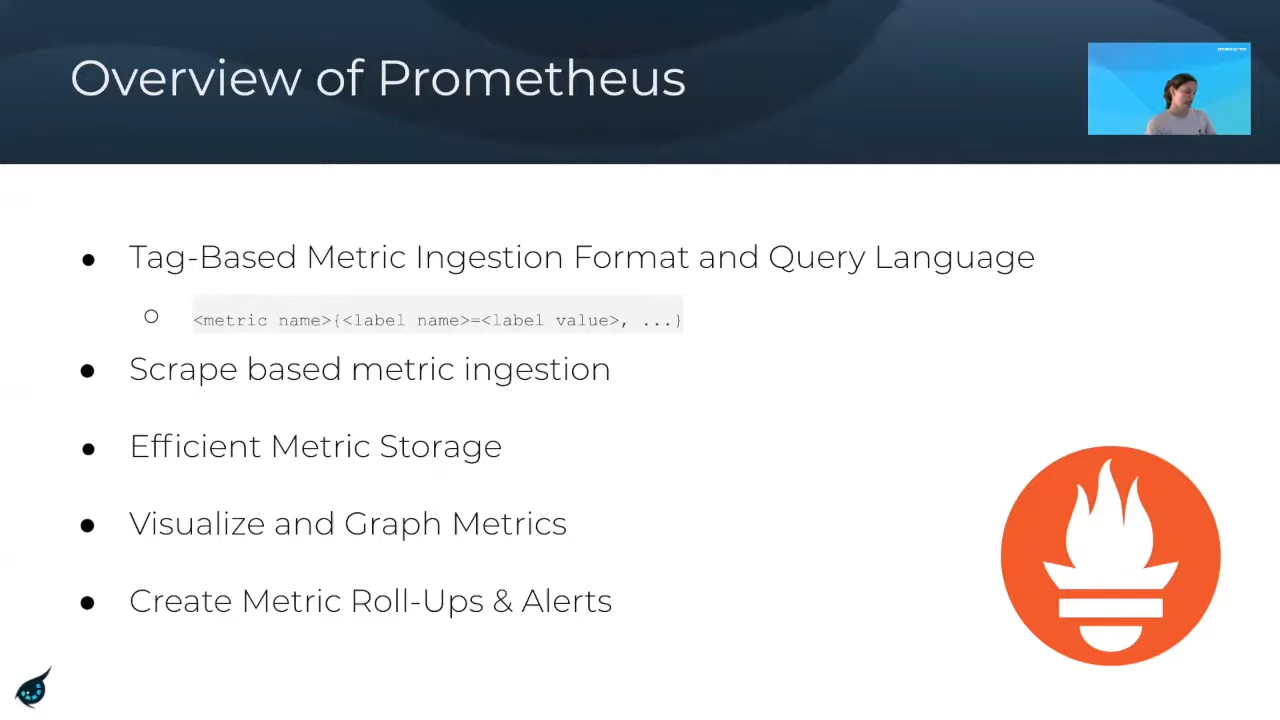 Overview of Prometheus
Tag-Based Metric Ingestion Format and Query Language
<metric name>{<label name>=<label value>, ...}
Scrape based metric ingestion
Efficient Metric Storage
Visualize and Graph Metrics
Create Metric Roll-Ups & Alerts